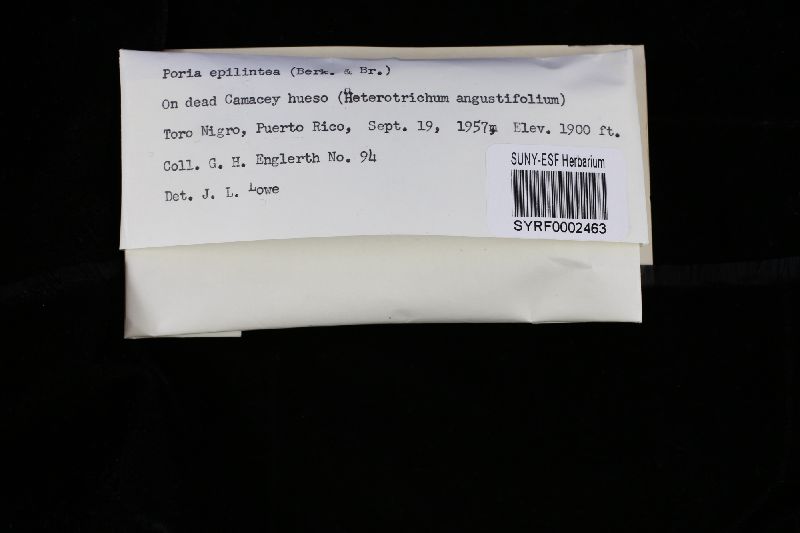 Poria epilintea (Berk. & Br.)
On dead Camacey hueso (Heterotrichum angustifolium)
Toro Nigro, Puerto Rico, Sept. 19, 1957, Elev. 1900 ft.
Coll. G. H. Englerth No. 94
Det. J. L. Lowe
SUNY-ESF Herbarium
SYRF0002463